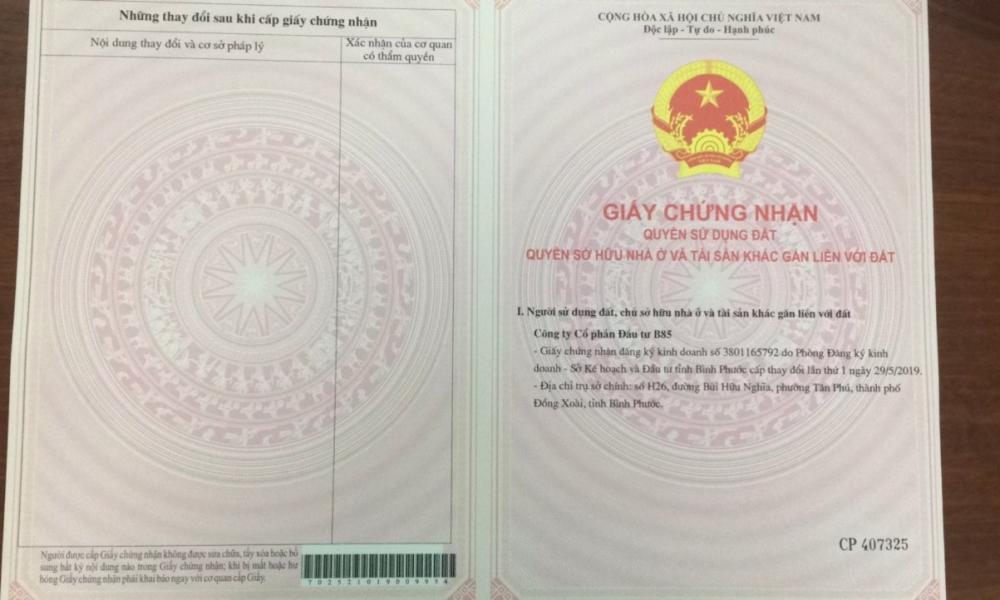 Những thay đổi sau khi cấp giấy chứng nhận
Nội dung thay đổi và cơ sở pháp lý
Xác nhận của cơ quan
có thẩm quyền
Người được cấp Giấy chứng nhận không được sửa chữa, tẩy xóa hoặc bổ
sung bất kỳ nội dung nào trong Giấy chứng nhận; khi bị mất hoặc hư
hỏng Giấy chứng nhận phải khai báo ngay với cơ quan cấp Giấy.
702521019009954
CỘNG HÒA XÃ HỘI CHỦ NGHĨA VIỆT NAM
Độc lập - Tự do - Hạnh phúc
VIỆT NAM
GIẤY CHỨNG NHẬN
QUYỀN SỬ DỤNG ĐẤT
QUYỀN SỞ HỮU NHÀ Ở VÀ TÀI SẢN KHÁC GẮN LIỀN VỚI ĐẤT
I. Người sử dụng đất, chủ sở hữu nhà ở và tài sản khác gắn liền với đất
Công ty Cổ phần Đầu tư B85
- Giấy chứng nhận đăng ký kinh doanh số 3801165792 do Phòng Đăng ký kinh
doanh - Sở Kế hoạch và Đầu tư tỉnh Bình Phước cấp thay đổi lần thứ 1 ngày 29/5/2019.
- Địa chỉ trụ sở chính: số H26, đường Bùi Hữu Nghĩa, phường Tân Phú, thành phố
Đồng Xoài, tỉnh Bình Phước.
CP 407325